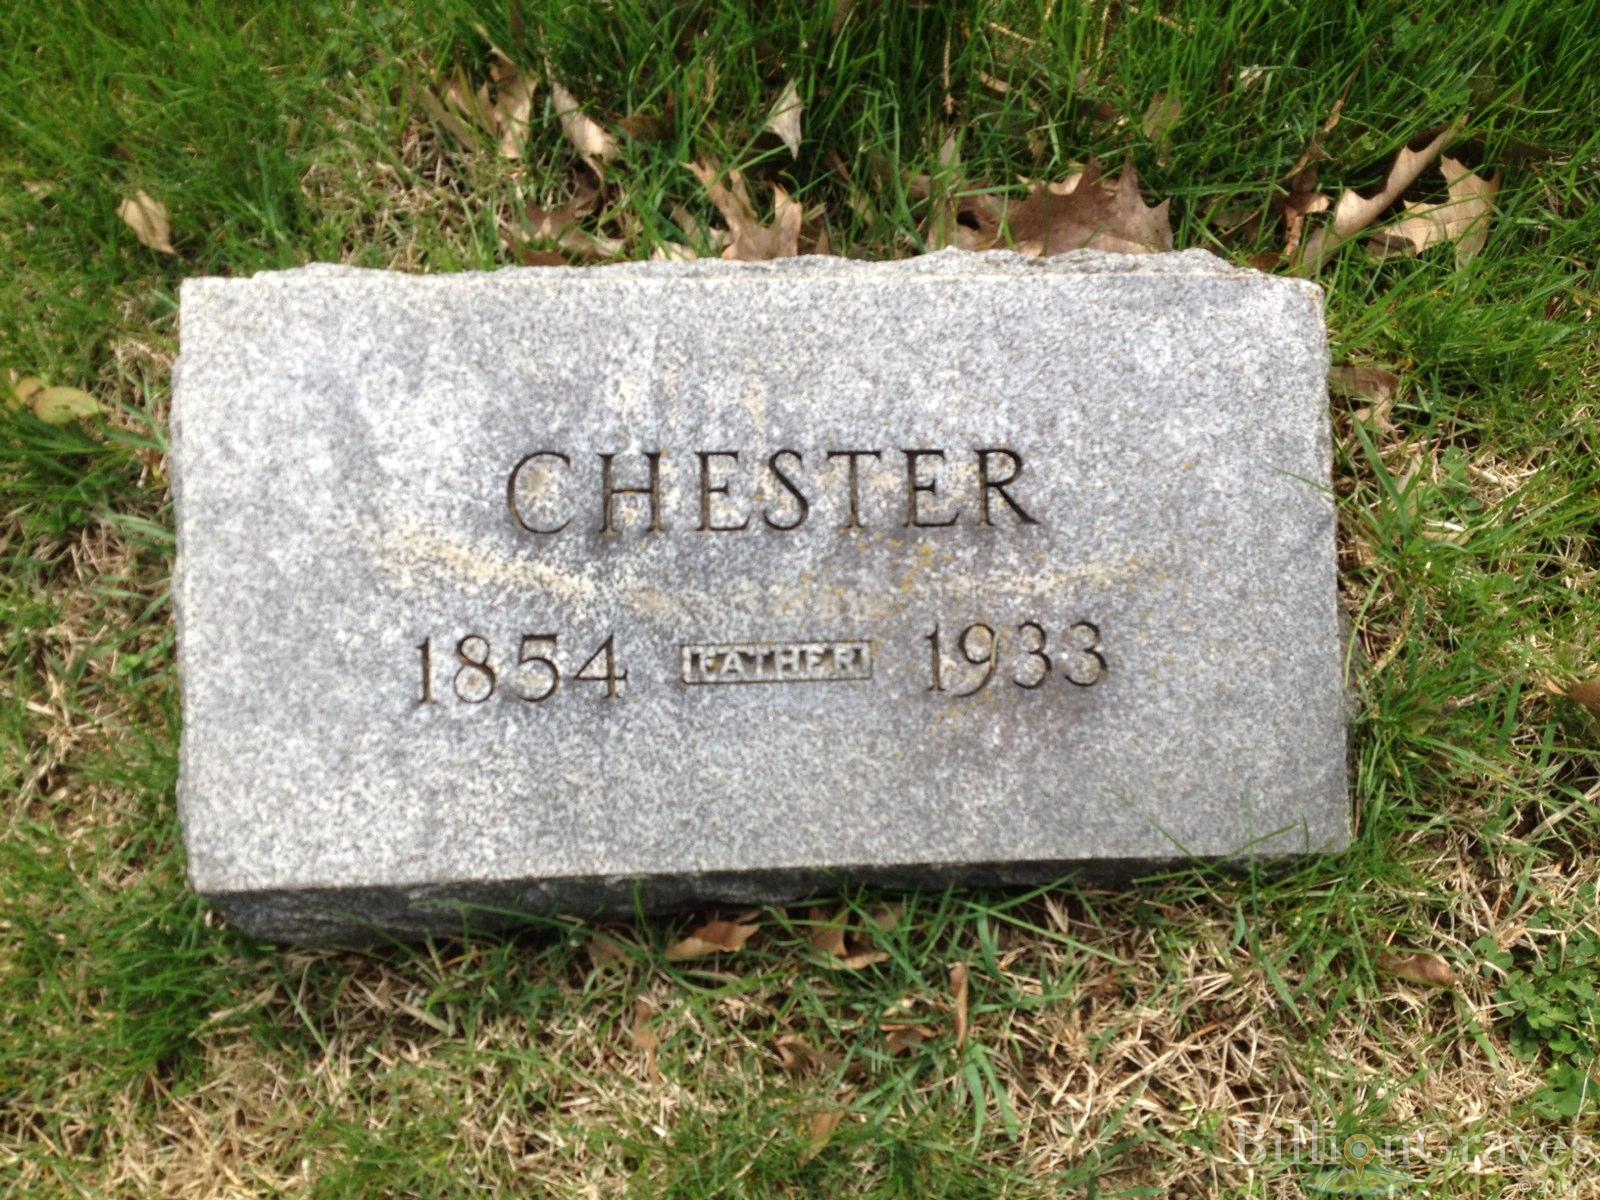 CHESTER
1854 FATHER 1933
BillionGraves